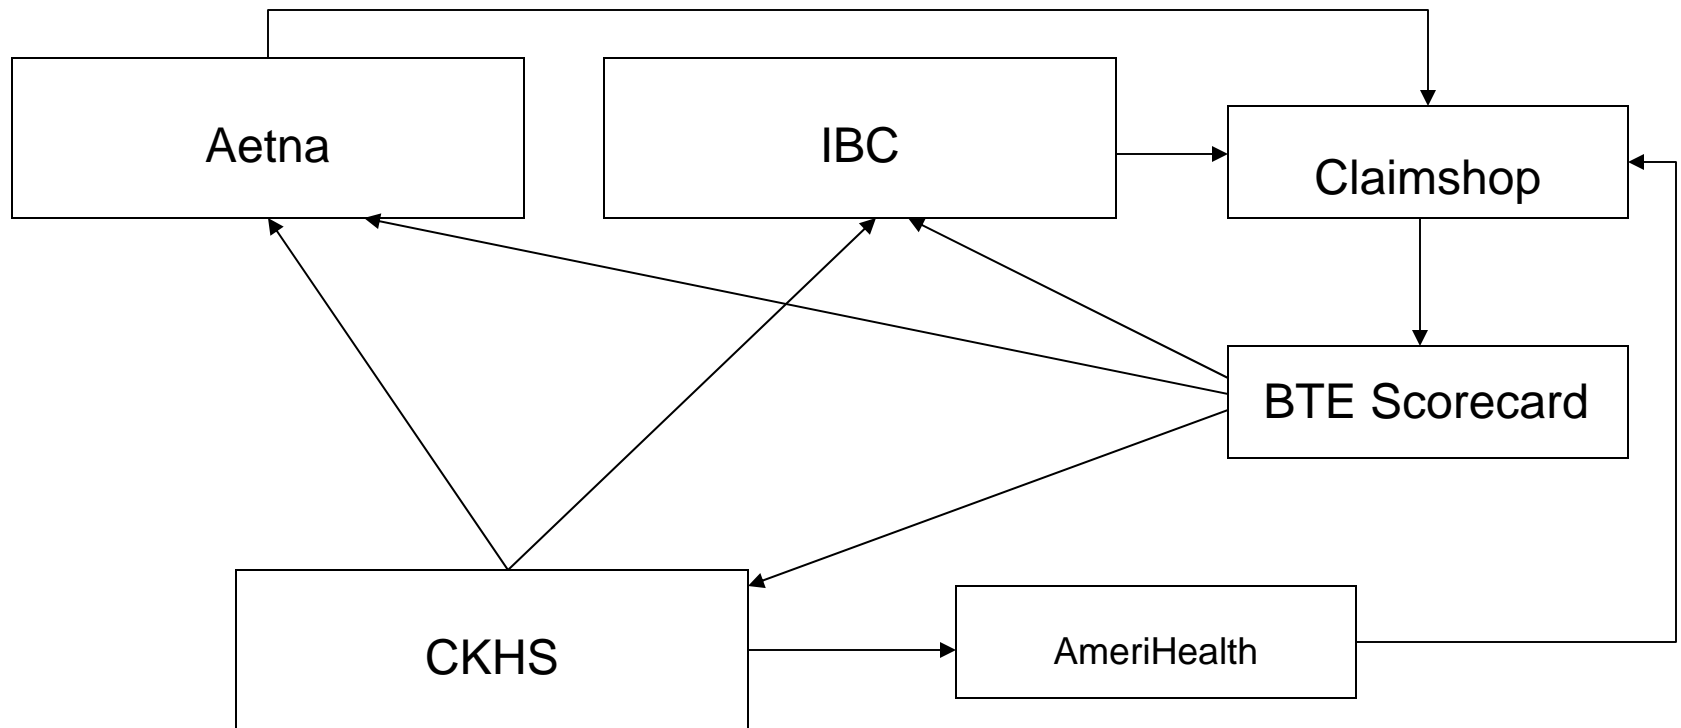 Aetna
IBC
Claimshop
BTE Scorecard
CKHS
AmeriHealth